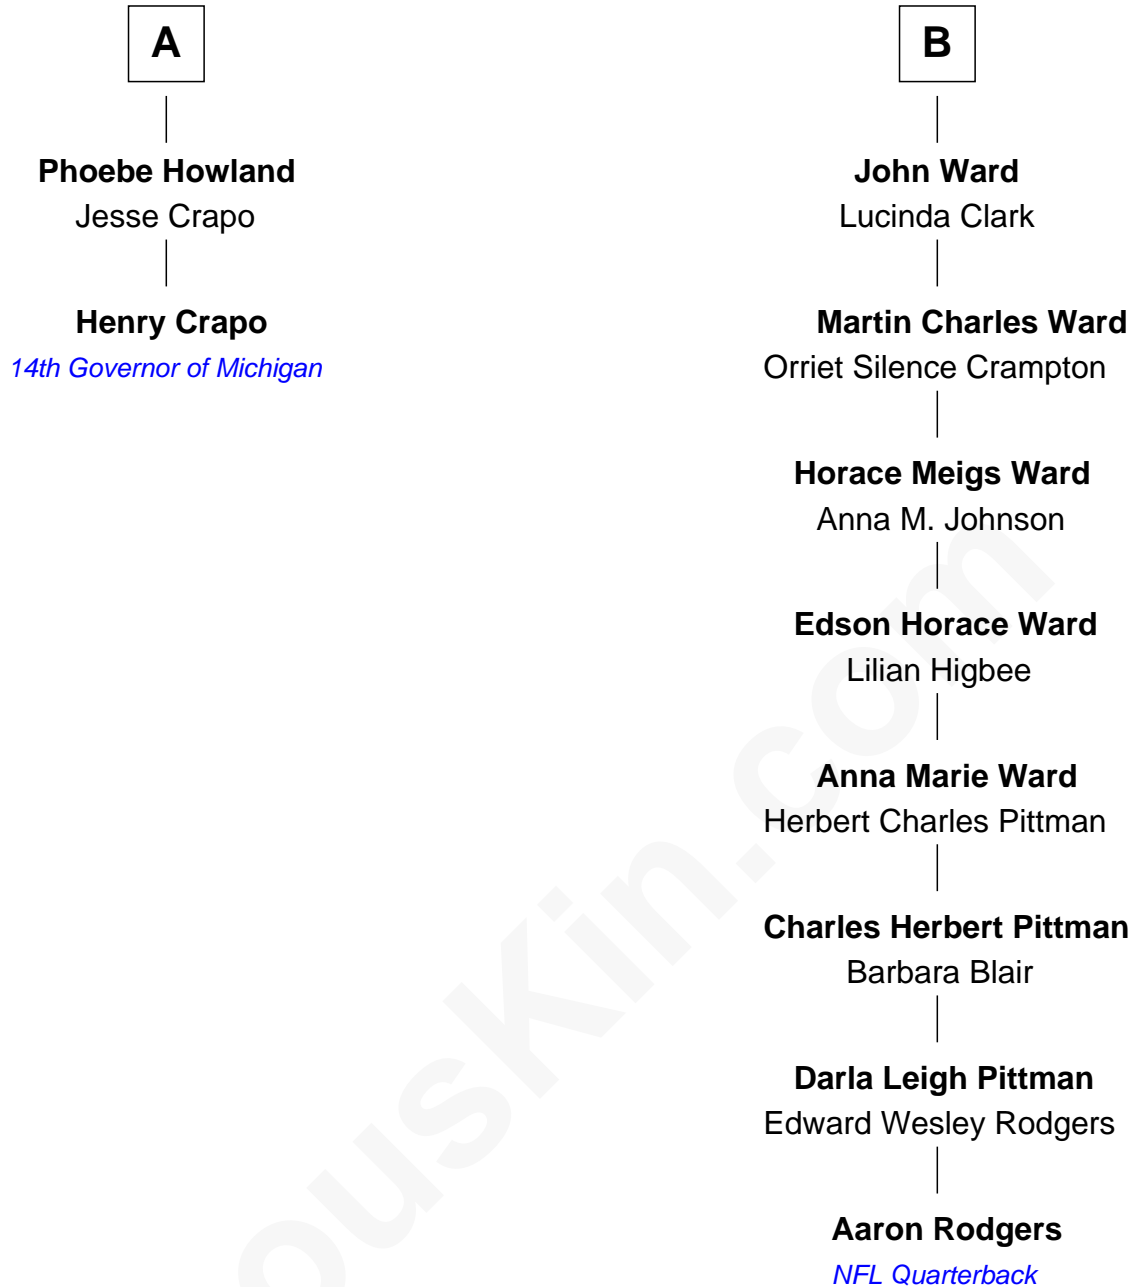 A
Phoebe Howland
Jesse Crapo
Henry Crapo
14th Governor of Michigan
B
John Ward
Lucinda Clark
Martin Charles Ward
Orriet Silence Crampton
Horace Meigs Ward
Anna M. Johnson
Edson Horace Ward
Lilian Higbee
Anna Marie Ward
Herbert Charles Pittman
Charles Herbert Pittman
Barbara Blair
Darla Leigh Pittman
Edward Wesley Rodgers
Aaron Rodgers
NFL Quarterback
ousKin.com